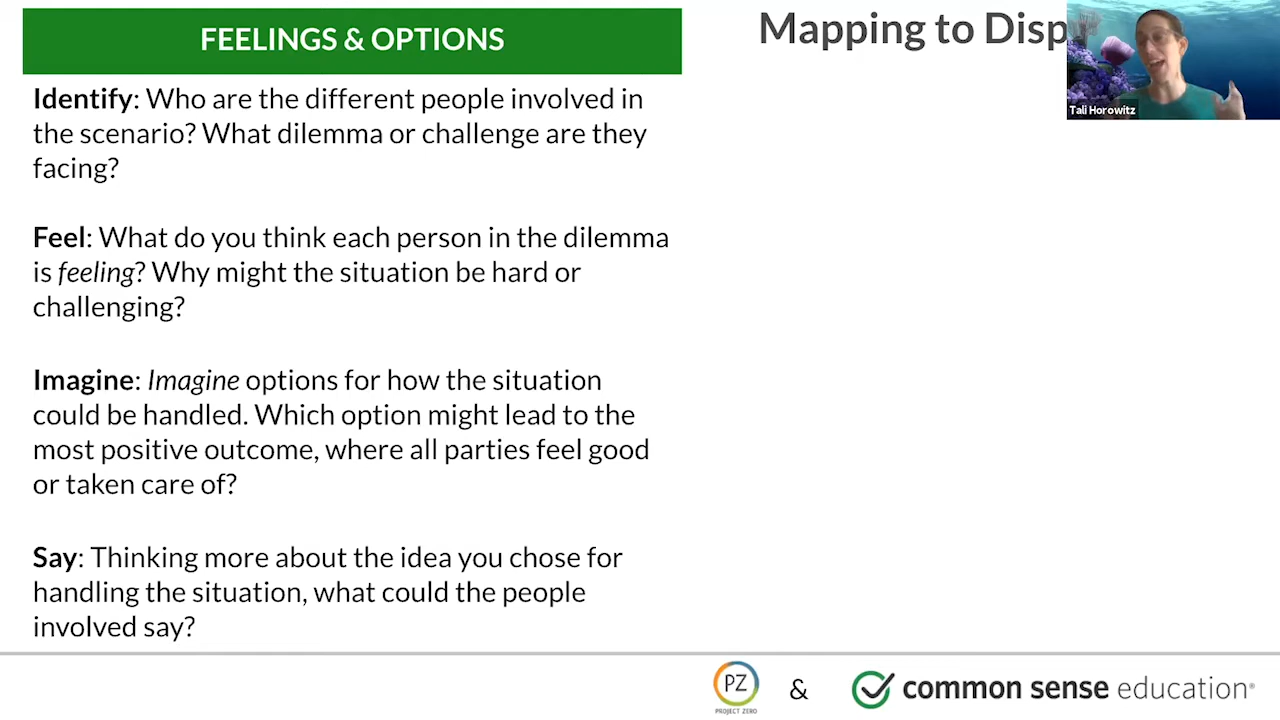 FEELINGS & OPTIONS
Identify: Who are the different people involved in
the scenario? What dilemma or challenge are they
facing?
Feel: What do you think each person in the dilemma
is feeling? Why might the situation be hard or
challenging?
Imagine: Imagine options for how the situation
could be handled. Which option might lead to the
most positive outcome, where all parties feel good
or taken care of?
Say: Thinking more about the idea you chose for
handling the situation, what could the people
involved say?
Mapping to Disp
Tali Horowitz
PZ
PROJECT ZERO
&
common sense education®